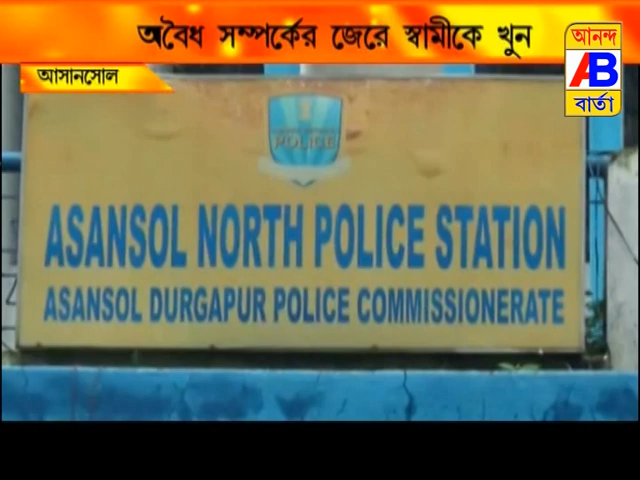 অবৈধ সম্পর্কের জেরে স্বামীকে খুন
আনন্দ
AB
বার্তা
আসানসোল
POLICE
ASANSOL NORTH POLICE STATION
ASANSOL DURGAPUR POLICE COMMISSIONERATE